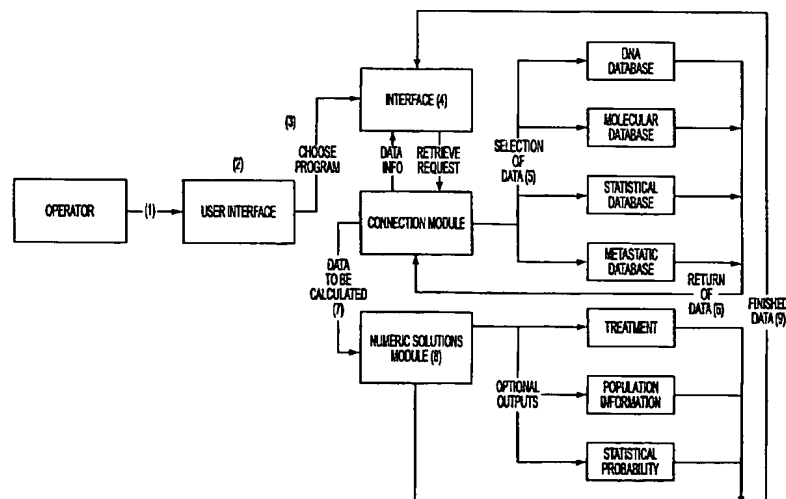 OPERATOR
(1)
(2)
USER INTERFACE
(3)
CHOOSE
PROGRAM
INTERFACE (4)
DATA
INFO
RETRIEVE
REQUEST
CONNECTION MODULE
SELECTION
OF
DATA (5)
DNA
DATABASE
MOLECULAR
DATABASE
STATISTICAL
DATABASE
METASTATIC
DATABASE
RETURN
OF
DATA (6)
FINISHED
DATA (9)
DATA
TO BE
CALCULATED
(7)
NUMERIC SOLUTIONS
MODULE (8)
OPTIONAL
OUTPUTS
TREATMENT
POPULATION
INFORMATION
STATISTICAL
PROBABILITY